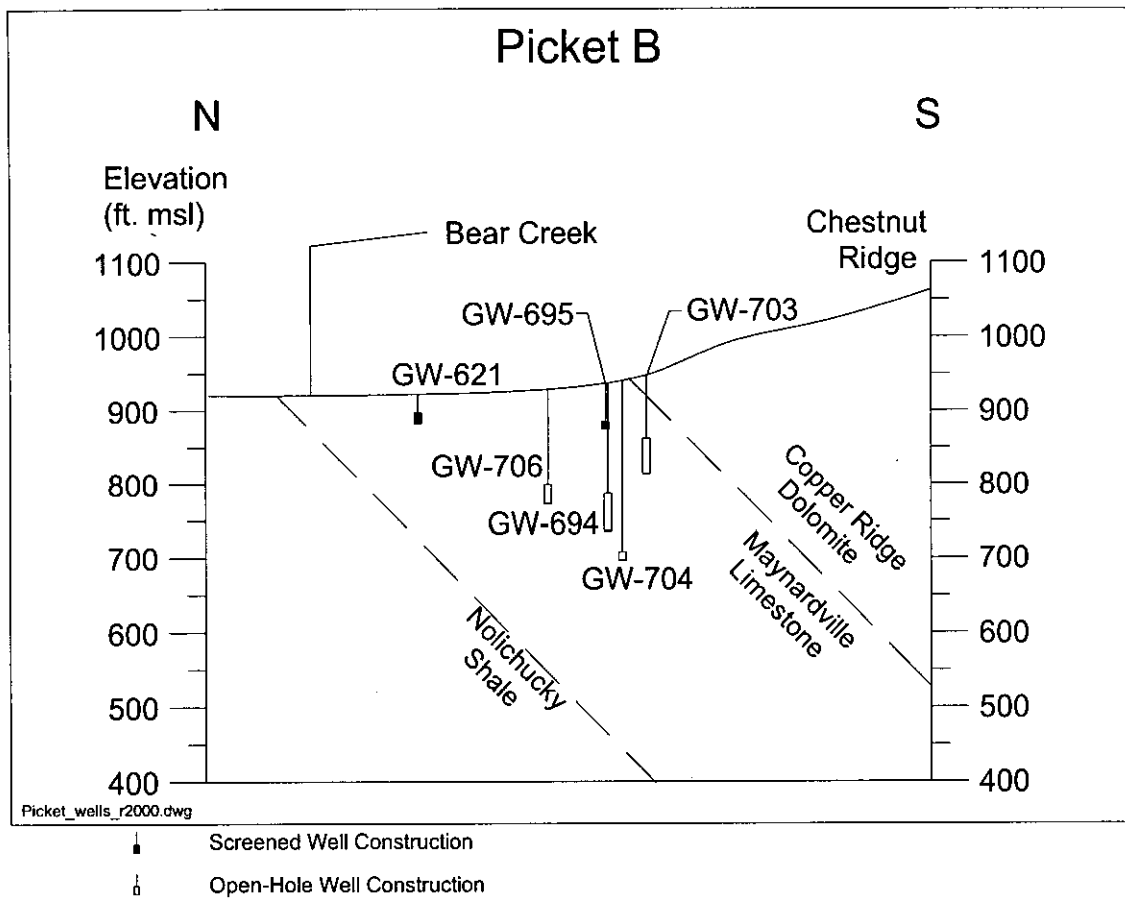 Picket B
N
S
Elevation
(ft. msl)
Bear Creek
Chestnut
Ridge
1100
1100
GW-695
GW-703
1000
1000
GW-621
900
900
GW-706
800
800
GW-694
Copper Ridge
Dolomite
700
700
GW-704
Maynardville
Limestone
600
600
Nolichucky
Shale
500
500
400
400
Picket_wells_r2000.dwg
Screened Well Construction
Open-Hole Well Construction